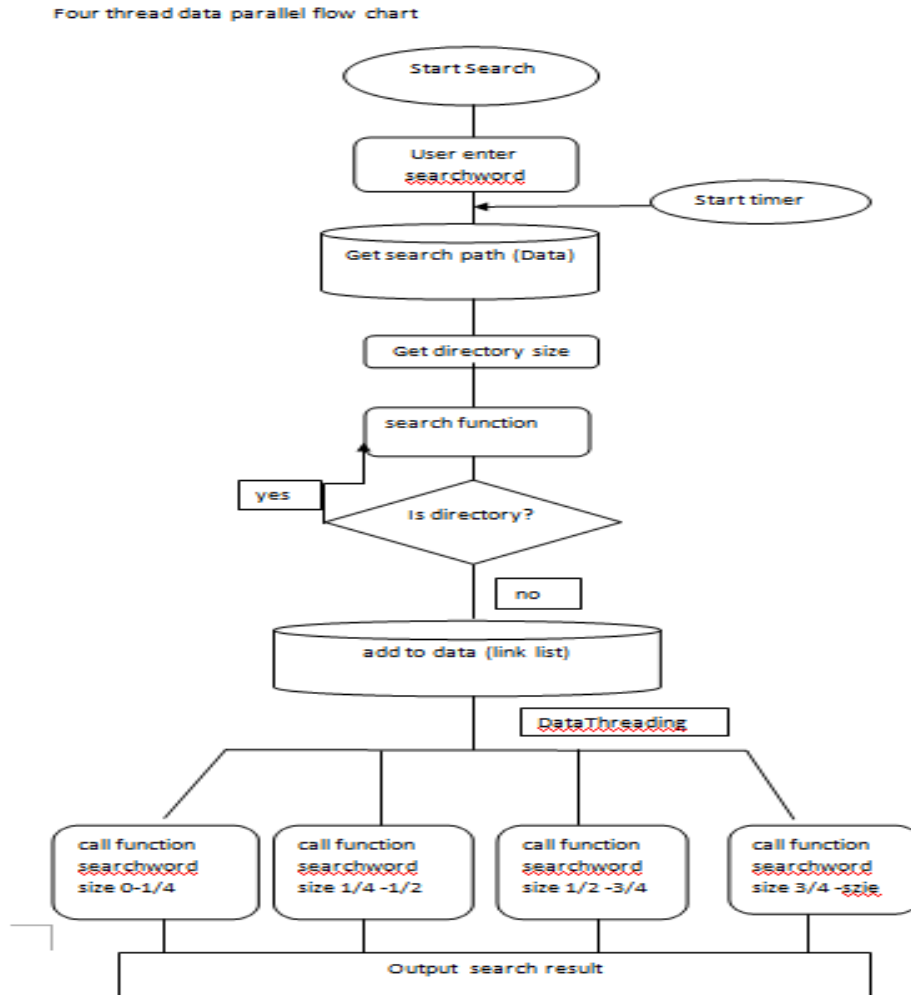 Four thread data parallel flow chart
Start Search
User enter
searchword
Start timer
Get search path (Data)
Get directory size
search function
yes
Is directory?
no
add to data (link list)
DataThreading
call function
searchword
size 0-1/4
call function
searchword
size 1/4 -1/2
call function
searchword
size 1/2 -3/4
call function
searchword
size 3/4 -szie
Output search result